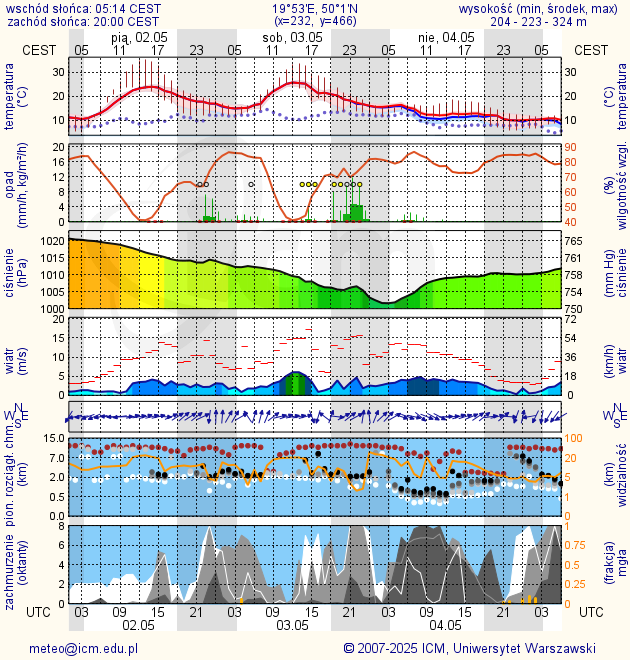 wschód słońca: 05:14 CEST 19°53'E, 50°1'N wysokość (min, środek, max)
zachód słońca: 20:00 CEST (x=232, y=466) 204 - 223 - 324 m
pią, 02.05 sob, 03.05 nie, 04.05
CEST 05 11 17 23 05 11 17 23 05 11 17 23 05 CEST
temperatura (°C) 30 20 10 30 20 10 (°C) temperatura
opad (mm/h, kg/m²/h) 20 16 12 8 4 0 90 80 70 60 50 40 (%) wilgotność wzgl.
ciśnienie (hPa) 1020 1015 1010 1005 1000 765 761 758 754 750 (mm Hg) ciśnienie
wiatr (m/s) 20 15 10 5 0 72 54 36 18 0 (km/h) wiatr
N W E S N W E S
pion. rozciągł. chm. (km) 15.0 7.0 2.0 0.5 0.0 100 20 5 1 0 (km) widzialność
zachmurzenie (oktanty) 8 6 4 2 0 1 0.75 0.5 0.25 0 (frakcja) mgła
UTC 03 09 15 21 03 09 15 21 03 09 15 21 03 UTC
02.05 03.05 04.05
meteo@icm.edu.pl © 2007-2025 ICM, Uniwersytet Warszawski